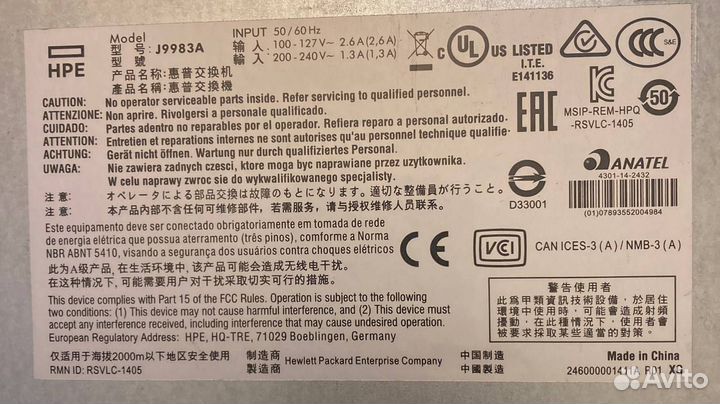 HPE
Model
型号: J9983A
型號:
产品名称:惠普交换机
產品名稱:惠普交換機
INPUT 50/60Hz
输入 100-127V~ 2.6A(2,6A)
輸入 200-240V~ 1.3A(1,3A)
c UL US LISTED
I.T.E.
E141136
CCC
S&E
MSIP-REM-HPQ
-RSVLC-1405
50
CAUTION: No operator serviceable parts inside. Refer servicing to qualified personnel.
ATTENZIONE: Non aprire. Rivolgersi a personale qualificato.
CUIDADO: Partes adentro no reparables por el operador. Refiera reparo a personal autorizado.
ATTENTION: Entretien et reparations internes ne sont autorisés qu'au personnel technique qualifié.
ACHTUNG: Gerät nicht öffnen. Wartung nur durch qualifiziertes Personal.
UWAGA: Nie zawiera zadnych czesci, ktore moga byc naprawiane przez uzytkownika.
W celu naprawy zwroc sie do wykwalifikowanego specjalisty.
注 意: オペレータによる部品交換は故障のもとになります。適切な整備員が行うこと。
注 意: 本产品内部不含任何可维修部件,若需服务,请与授权维修人员联系。
EAC
D33001
ANATEL
4301-14-2432
(01)07893552004984
Este equipamento deve ser conectado obrigatoriamente em tomada de rede
de energia elétrica que possua aterramento (três pinos), conforme a Norma
NBR ABNT 5410, visando a segurança dos usuários contra choques elétricos
CE
VCI
CAN ICES-3 (A) / NMB-3 (A)
此为A级产品, 在生活环境中, 该产品可能会造成无线电干扰。
在这种情况下, 可能需要用户对干扰采取切实可行的措施。
This device complies with Part 15 of the FCC Rules. Operation is subject to the following
two conditions: (1) This device may not cause harmful interference, and (2) This device must
accept any interference received, including interference that may cause undesired operation.
European Regulatory Address: HPE, HQ-TRE, 71029 Boeblingen, Germany
警告使用者:
此為甲類資訊技術設備,於居住
環境中使用時,可能會造成射頻
擾動,在此種情況下,使用者會
被要求採取某些適當的對策。
仅适用于海拔2000m以下地区安全使用
RMN ID: RSVLC-1405
制造商
製造商
Hewlett Packard Enterprise Company
中国制造
中國製造
Made in China
246000001411A R01 XG
Avito